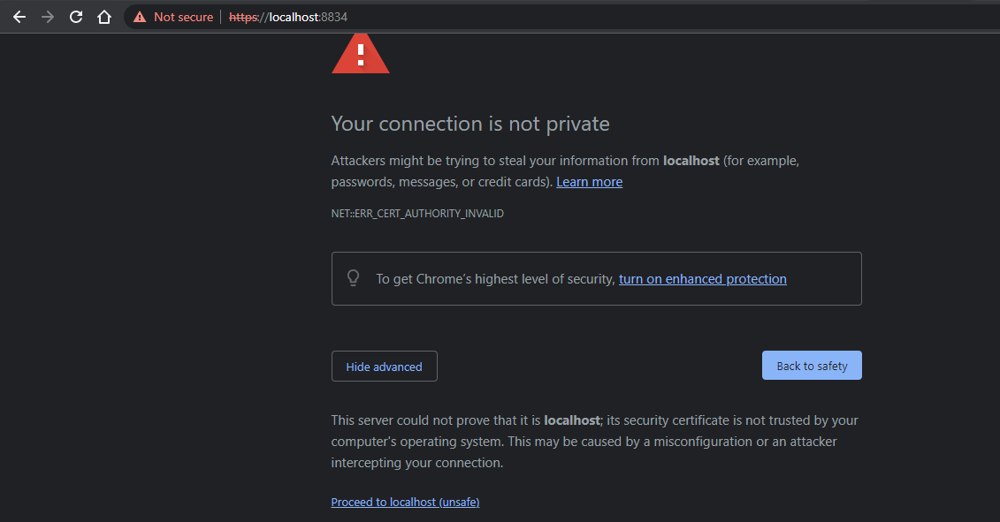 Not secure | https://localhost:8834
Your connection is not private
Attackers might be trying to steal your information from localhost (for example,
passwords, messages, or credit cards). Learn more
NET::ERR_CERT_AUTHORITY_INVALID
To get Chrome's highest level of security, turn on enhanced protection
Hide advanced
Back to safety
This server could not prove that it is localhost; its security certificate is not trusted by your
computer's operating system. This may be caused by a misconfiguration or an attacker
intercepting your connection.
Proceed to localhost (unsafe)